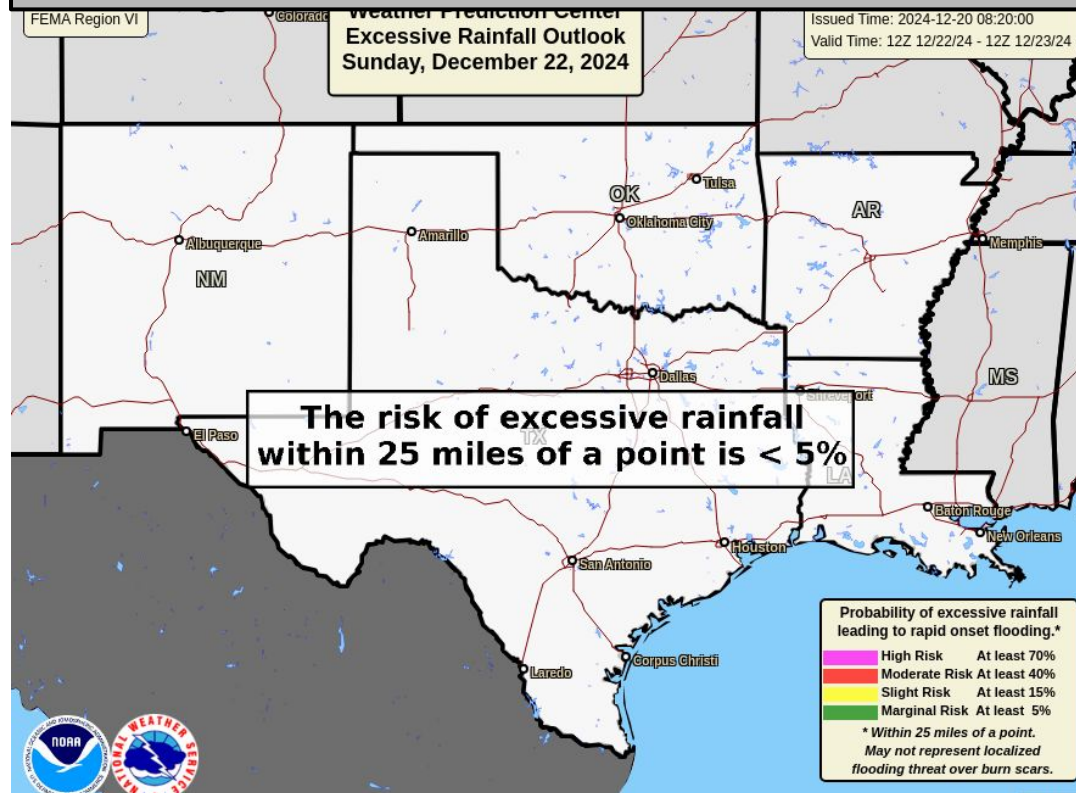 FEMA Region VI
Weather Prediction Center
Excessive Rainfall Outlook
Sunday, December 22, 2024
Issued Time: 2024-12-20 08:20:00
Valid Time: 12Z 12/22/24 - 12Z 12/23/24
Colorado
Tulsa
OK
Oklahoma City
AR
Albuquerque
Amarillo
Memphis
NM
Dallas
MS
Shreveport
The risk of excessive rainfall
within 25 miles of a point is < 5%
El Paso
TX
LA
Baton Rouge
New Orleans
Houston
San Antonio
Corpus Christi
Laredo
Probability of excessive rainfall
leading to rapid onset flooding.*
High Risk At least 70%
Moderate Risk At least 40%
Slight Risk At least 15%
Marginal Risk At least 5%
* Within 25 miles of a point.
May not represent localized
flooding threat over burn scars.
NOAA
NATIONAL WEATHER SERVICE